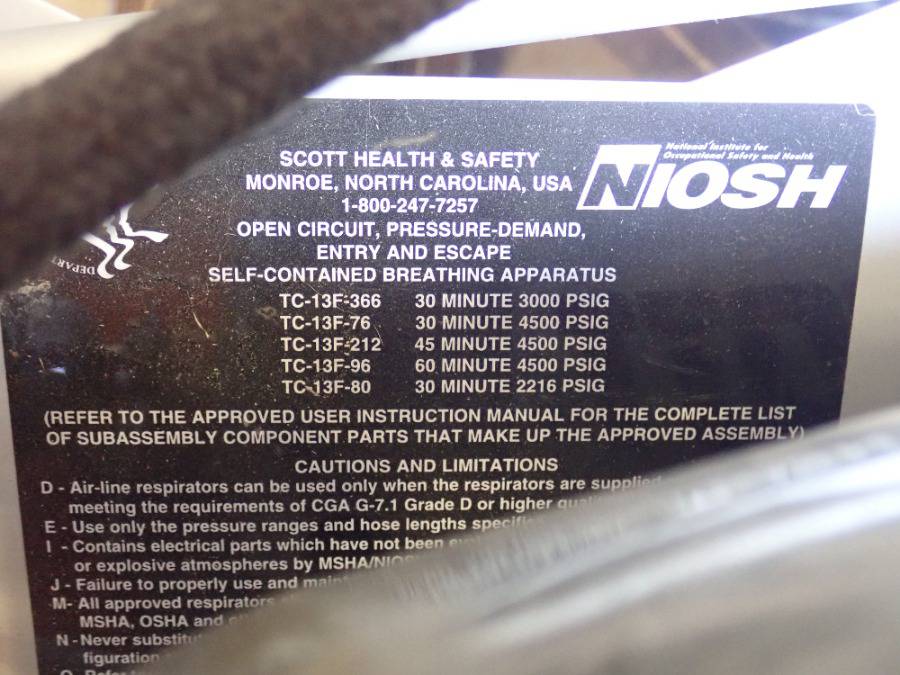 National Institute for
Occupational Safety and Health
NIOSH
SCOTT HEALTH & SAFETY
MONROE, NORTH CAROLINA, USA
1-800-247-7257
OPEN CIRCUIT, PRESSURE-DEMAND,
ENTRY AND ESCAPE
SELF-CONTAINED BREATHING APPARATUS
DEPART
TC-13F-366 30 MINUTE 3000 PSIG
TC-13F-76 30 MINUTE 4500 PSIG
TC-13F-212 45 MINUTE 4500 PSIG
TC-13F-96 60 MINUTE 4500 PSIG
TC-13F-80 30 MINUTE 2216 PSIG
(REFER TO THE APPROVED USER INSTRUCTION MANUAL FOR THE COMPLETE LIST
OF SUBASSEMBLY COMPONENT PARTS THAT MAKE UP THE APPROVED ASSEMBLY)
CAUTIONS AND LIMITATIONS
D - Air-line respirators can be used only when the respirators are supplied
meeting the requirements of CGA G-7.1 Grade D or higher
E - Use only the pressure ranges and hose lengths
I - Contains electrical parts which have not been
or explosive atmospheres by
J - Failure to properly use and
M- All approved respirators
MSHA, OSHA and
N - Never